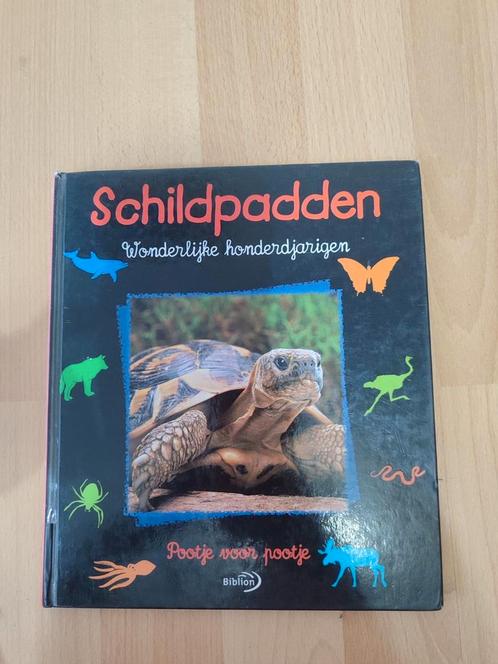 Schildpadden
Wonderlijke honderdjarigen
Pootje voor pootje
Biblion